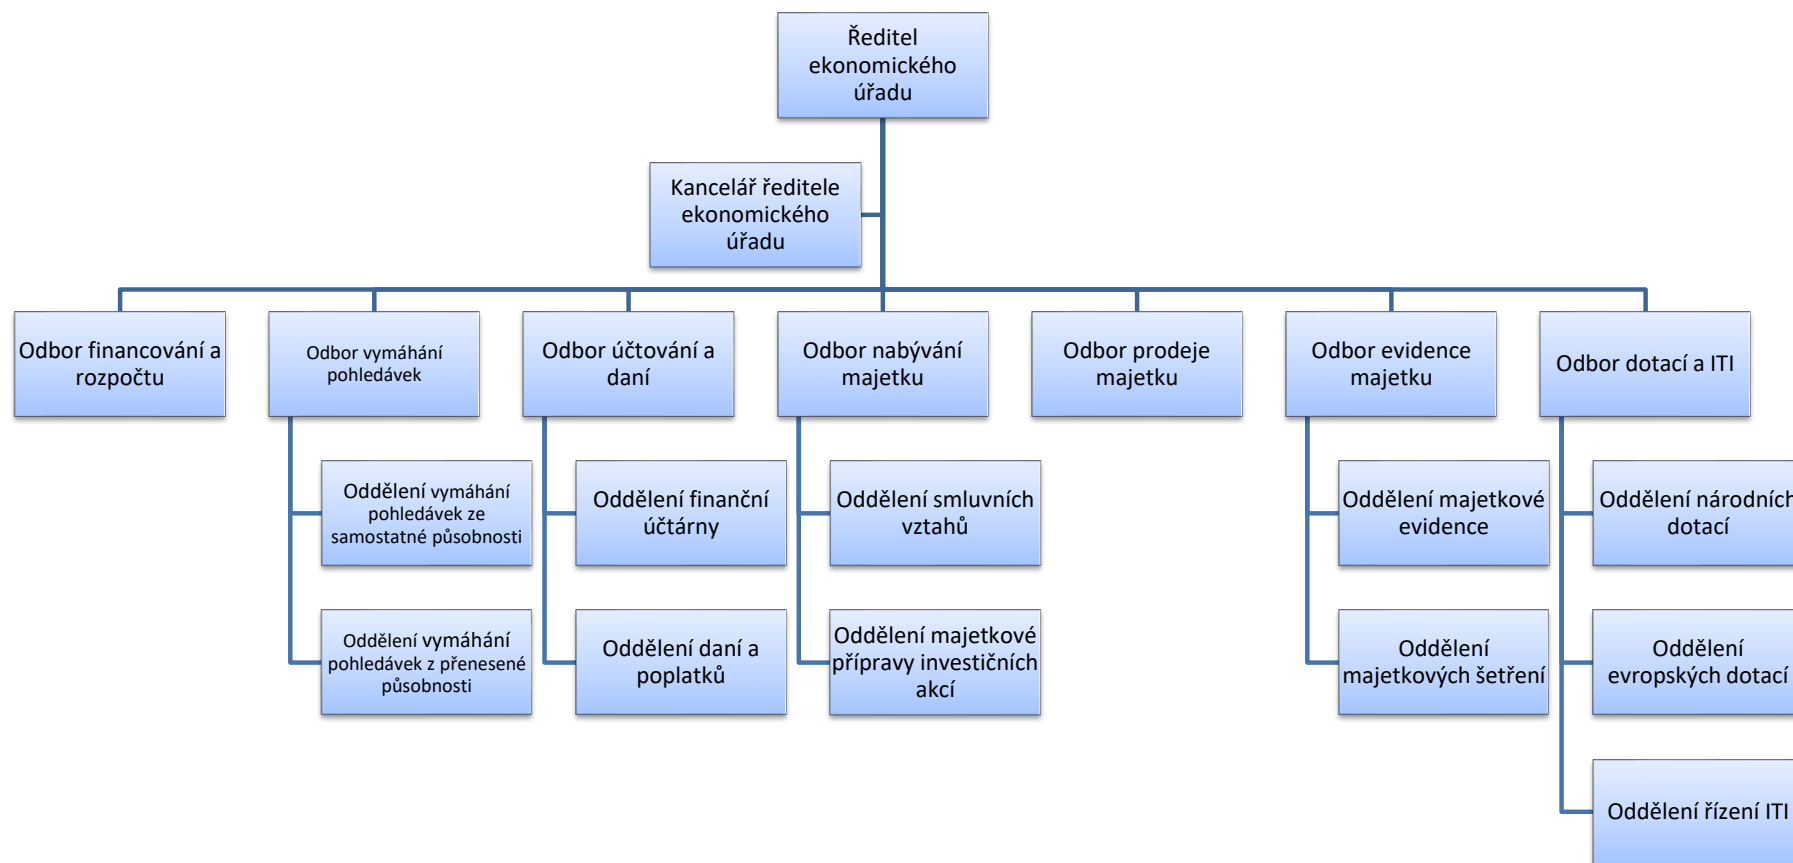 Ředitel
ekonomického
úřadu
Kancelář ředitele
ekonomického
úřadu
Odbor financování a
rozpočtu
Odbor vymáhání
pohledávek
Odbor účtování a
daní
Odbor nabývání
majetku
Odbor prodeje
majetku
Odbor evidence
majetku
Odbor dotací a ITI
Oddělení vymáhání
pohledávek ze
samostatné působnosti
Oddělení finanční
účtárny
Oddělení smluvních
vztahů
Oddělení majetkové
evidence
Oddělení národních
dotací
Oddělení vymáhání
pohledávek z přenesené
působnosti
Oddělení daní a
poplatků
Oddělení majetkové
přípravy investičních
akcí
Oddělení
majetkových šetření
Oddělení
evropských dotací
Oddělení řízení ITI